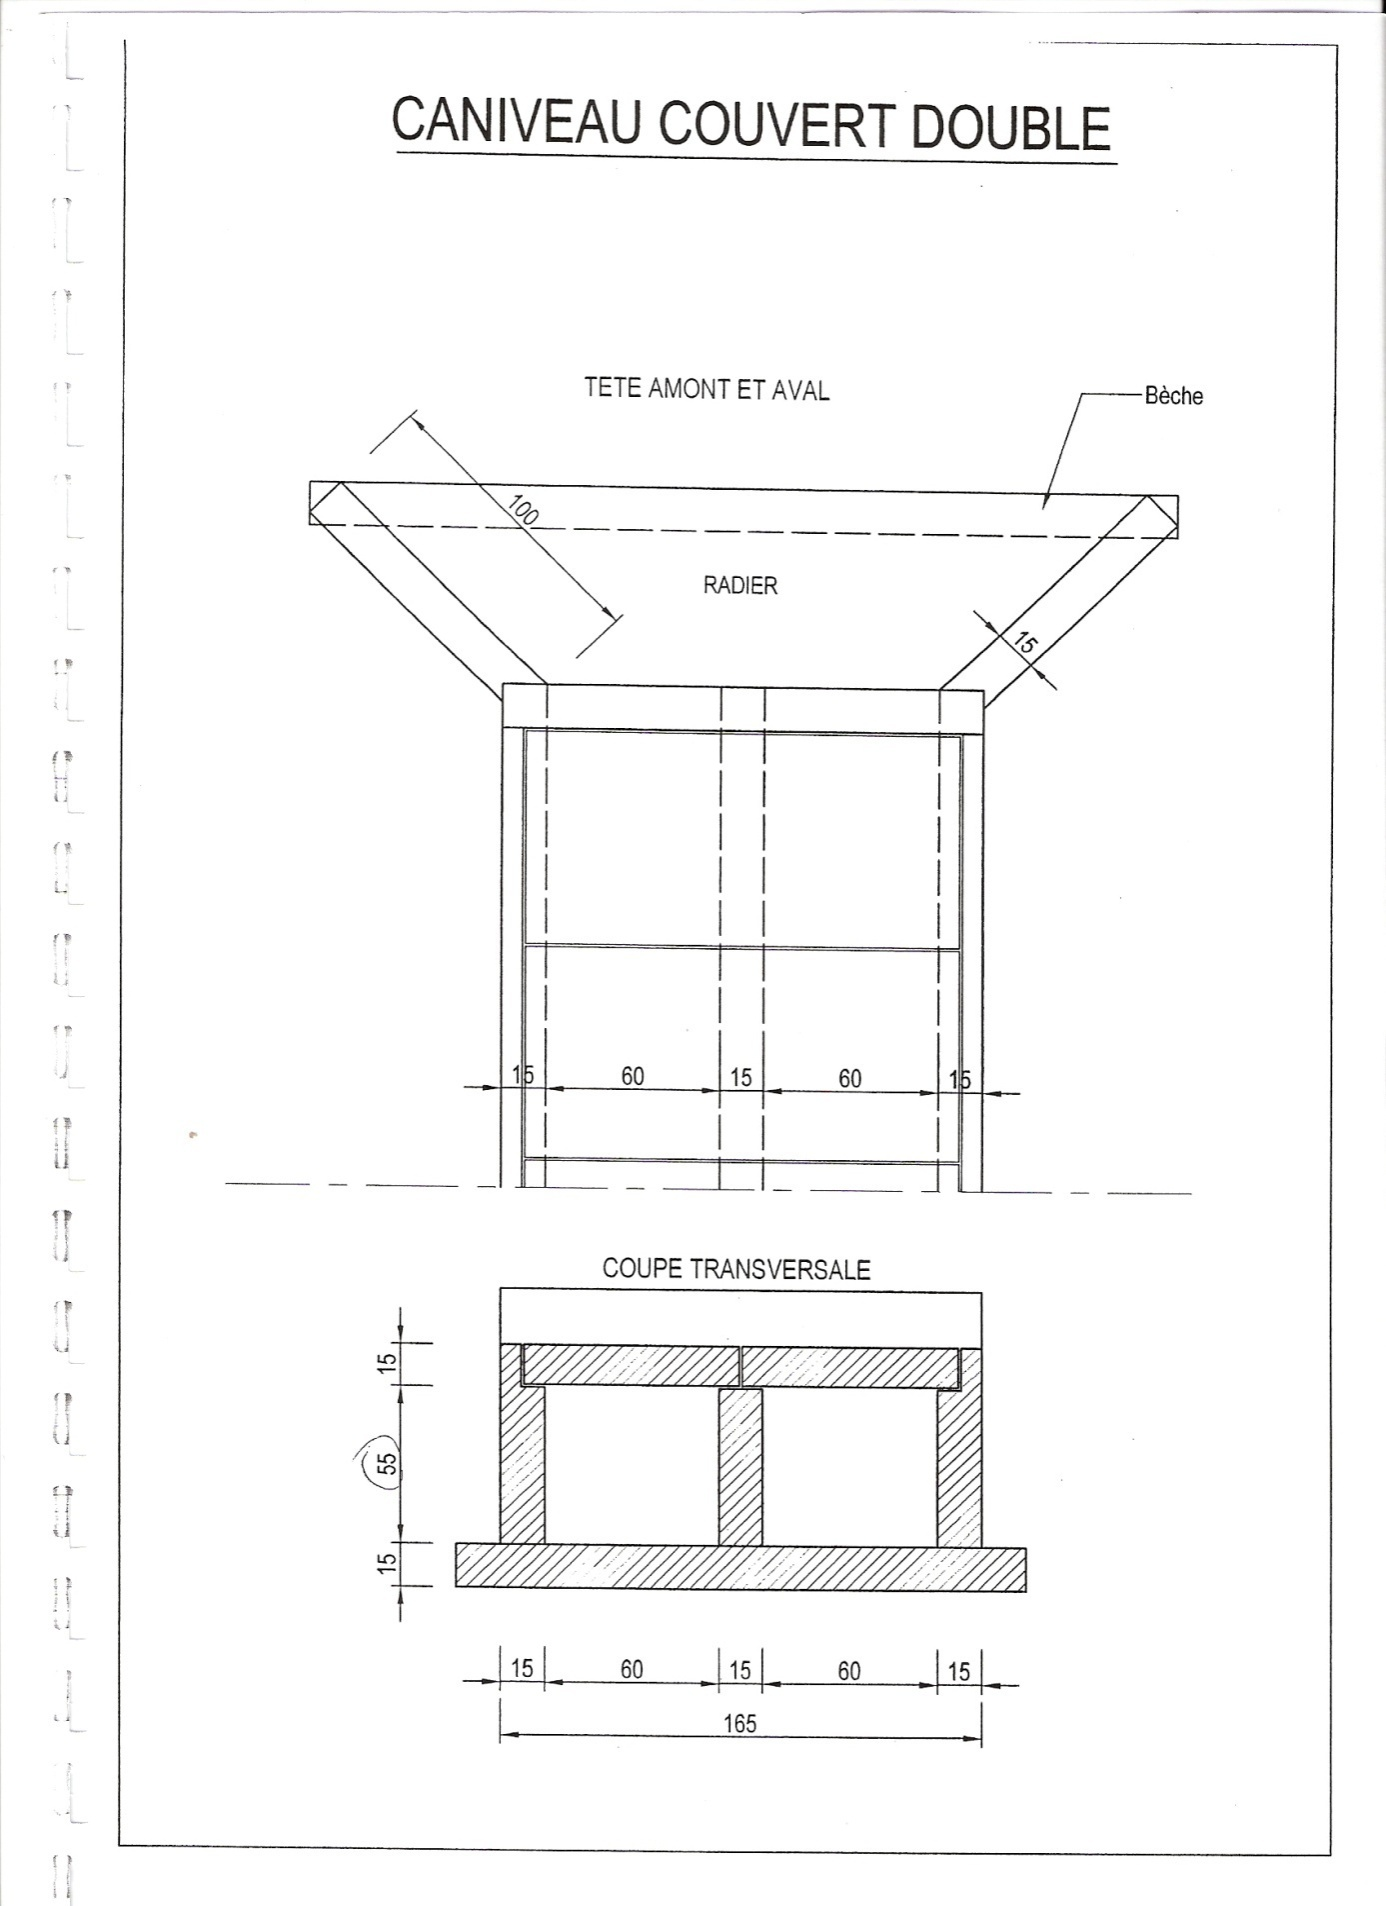 CANIVEAU COUVERT DOUBLE
TETE AMONT ET AVAL
Bèche
100
RADIER
15
15 60 15 60 15
COUPE TRANSVERSALE
15
55
15
15 60 15 60 15
165